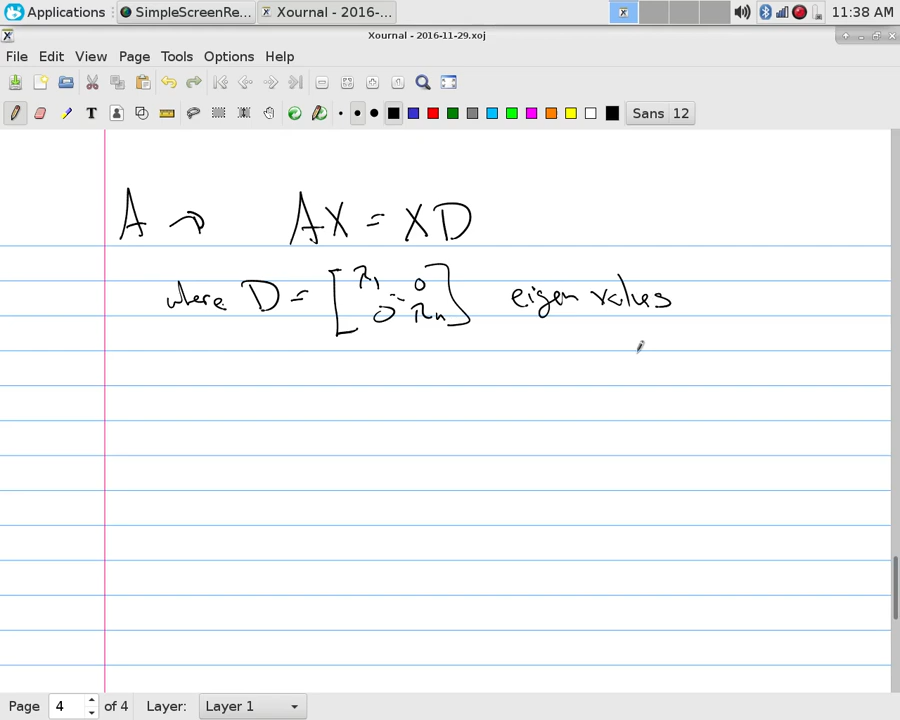 Applications SimpleScreenRe... Xournal - 2016-... 11:38 AM
Xournal - 2016-11-29.xoj
File Edit View Page Tools Options Help
T Sans 12
A → AX = XD
where D = [λ1 0 eigen values
0 ⋱ λn]
Page 4 of 4 Layer: Layer 1